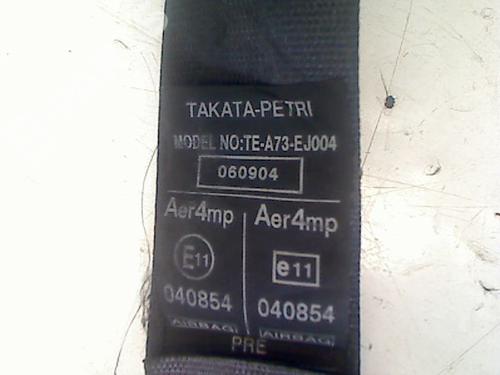 TAKATA-PETRI
MODEL NO:TE-A73-EJ004
060904
Aer4mp Aer4mp
E11 e11
040854 040854
AIRBAG AIRBAG
PRE